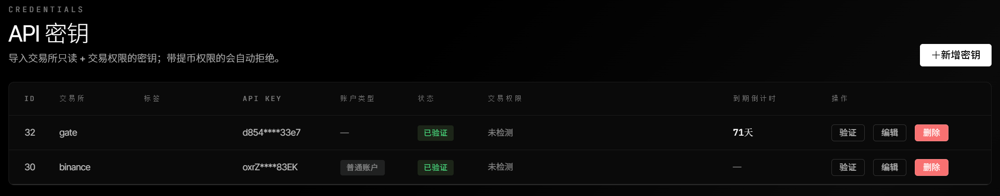 CREDENTIALS
API 密钥
导入交易所只读 + 交易权限的密钥；带提币权限的会自动拒绝。
＋新增密钥
ID 交易所 标签 API KEY 账户类型 状态 交易权限 到期倒计时 操作
32 gate d854****33e7 — 已验证 未检测 71天 验证 编辑 删除
30 binance oxrZ****83EK 普通账户 已验证 未检测 — 验证 编辑 删除